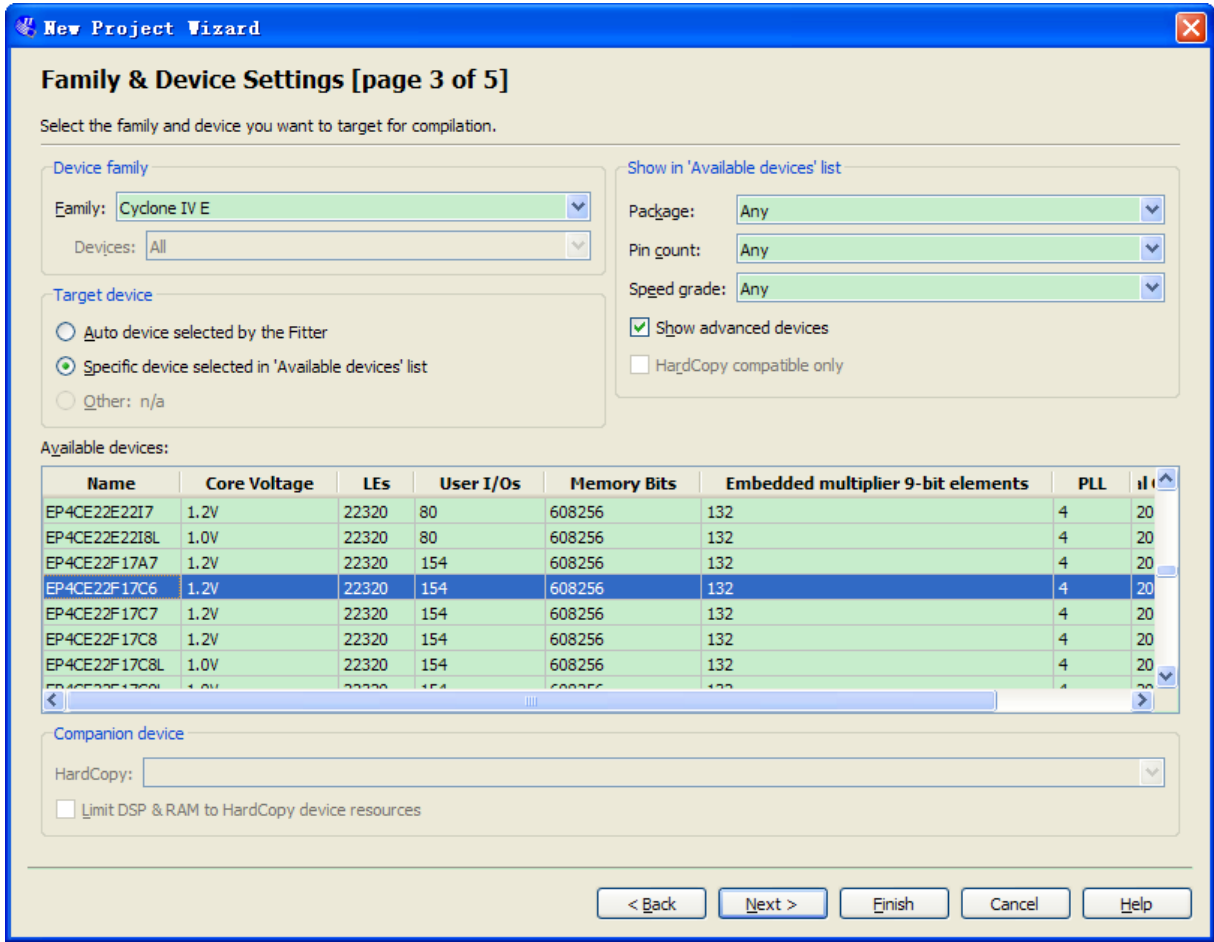 New Project Wizard
Family & Device Settings [page 3 of 5]
Select the family and device you want to target for compilation.
Device family
Family: Cyclone IV E
Devices: All
Show in 'Available devices' list
Package: Any
Pin count: Any
Speed grade: Any
Show advanced devices
HardCopy compatible only
Target device
Auto device selected by the Fitter
Specific device selected in 'Available devices' list
Other: n/a
Available devices:
Name Core Voltage LEs User I/Os Memory Bits Embedded multiplier 9-bit elements PLL
EP4CE22E22I7 1.2V 22320 80 608256 132 4 20
EP4CE22E22I8L 1.0V 22320 80 608256 132 4 20
EP4CE22F17A7 1.2V 22320 154 608256 132 4 20
EP4CE22F17C6 1.2V 22320 154 608256 132 4 20
EP4CE22F17C7 1.2V 22320 154 608256 132 4 20
EP4CE22F17C8 1.2V 22320 154 608256 132 4 20
EP4CE22F17C8L 1.0V 22320 154 608256 132 4 20
Companion device
HardCopy:
Limit DSP & RAM to HardCopy device resources
< Back Next > Finish Cancel Help